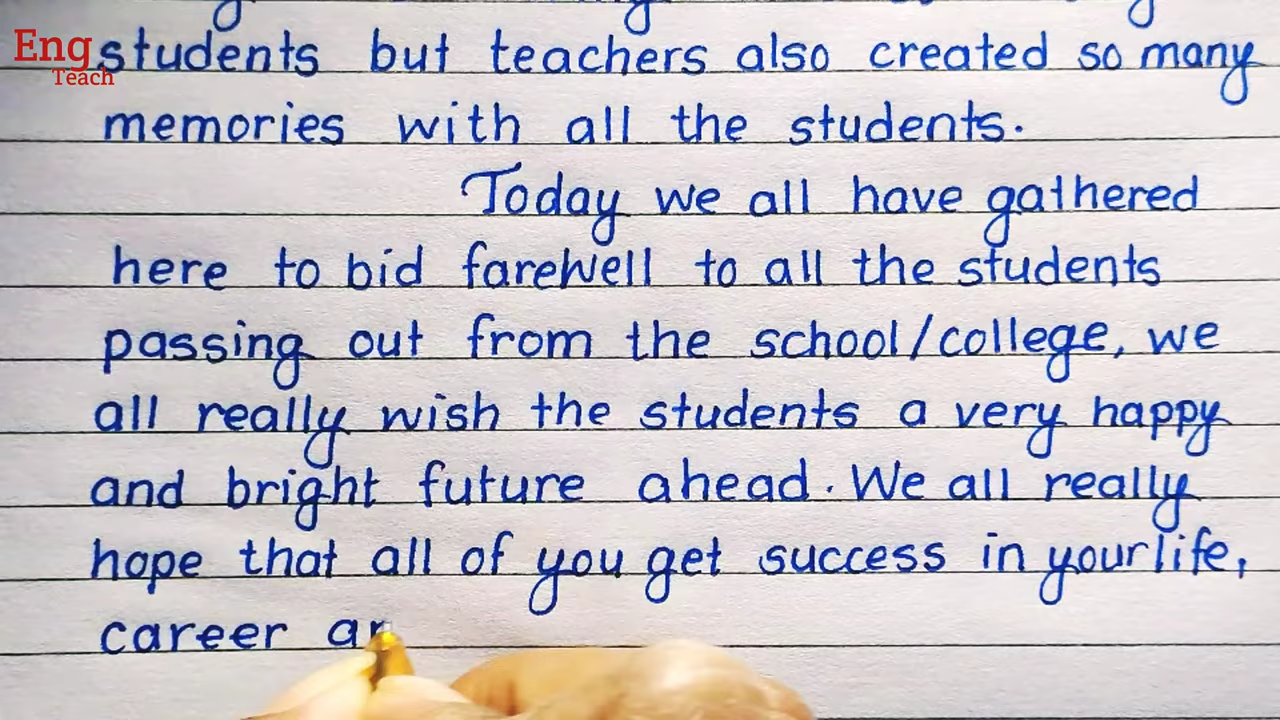 Eng
Teach
students but teachers also created so many
memories with all the students.
Today we all have gathered
here to bid farewell to all the students
passing out from the school/college, we
all really wish the students a very happy
and bright future ahead. We all really
hope that all of you get success in your life,
career